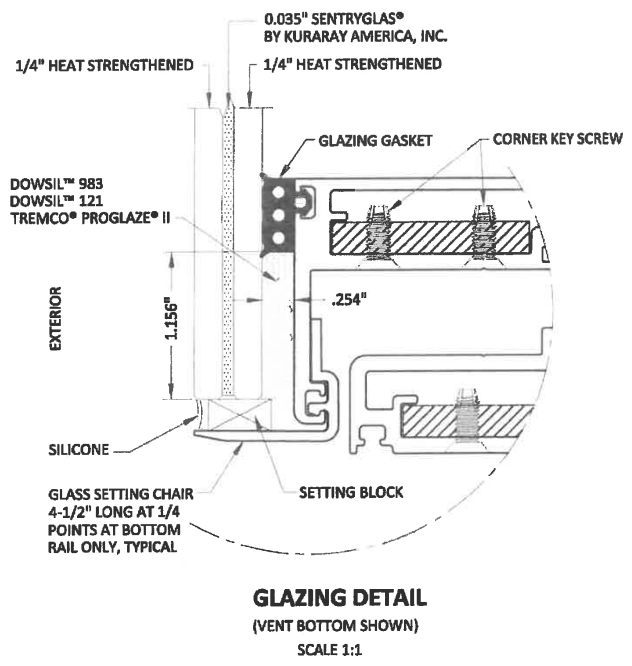 0.035" SENTRYGLAS®
BY KURARAY AMERICA, INC.
1/4" HEAT STRENGTHENED
1/4" HEAT STRENGTHENED
GLAZING GASKET
CORNER KEY SCREW
DOWSIL™ 983
DOWSIL™ 121
TREMCO® PROGLAZE® II
EXTERIOR
1.156"
.254"
SILICONE
GLASS SETTING CHAIR
4-1/2" LONG AT 1/4
POINTS AT BOTTOM
RAIL ONLY, TYPICAL
SETTING BLOCK
GLAZING DETAIL
(VENT BOTTOM SHOWN)
SCALE 1:1